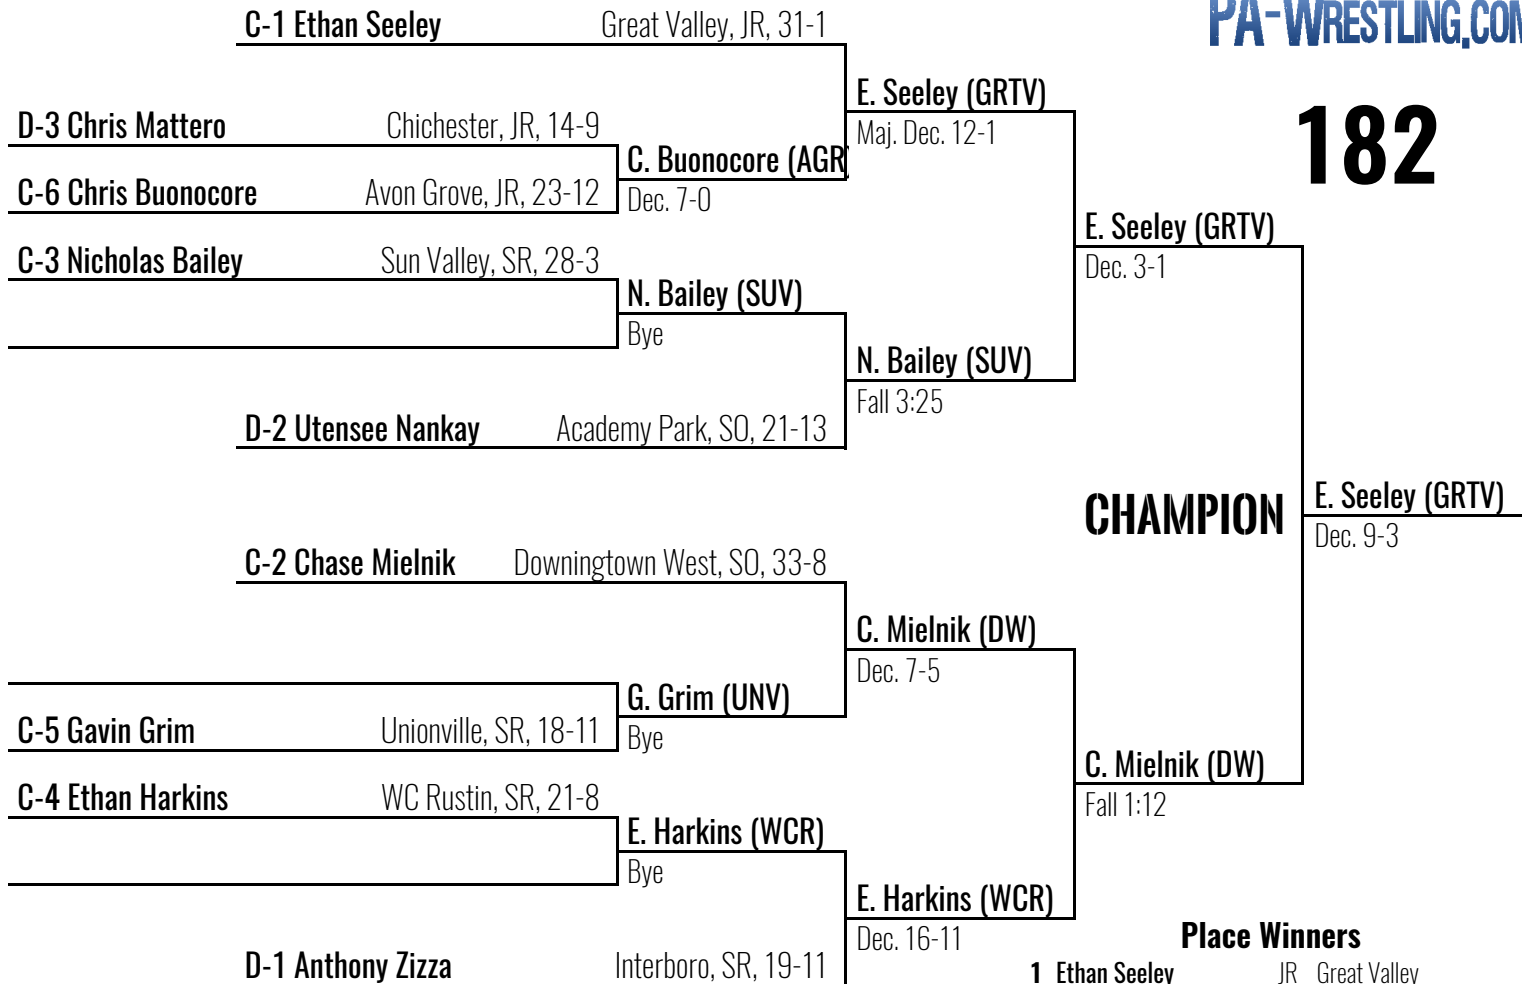 C-1 Ethan Seeley Great Valley, JR, 31-1
PA-WRESTLING.COM
E. Seeley (GRTV)
Maj. Dec. 12-1
182
D-3 Chris Mattero Chichester, JR, 14-9
C. Buonocore (AGR)
Dec. 7-0
C-6 Chris Buonocore Avon Grove, JR, 23-12
E. Seeley (GRTV)
Dec. 3-1
C-3 Nicholas Bailey Sun Valley, SR, 28-3
N. Bailey (SUV)
Bye
N. Bailey (SUV)
Fall 3:25
D-2 Utensee Nankay Academy Park, SO, 21-13
CHAMPION
E. Seeley (GRTV)
Dec. 9-3
C-2 Chase Mielnik Downingtown West, SO, 33-8
C. Mielnik (DW)
Dec. 7-5
G. Grim (UNV)
Bye
C-5 Gavin Grim Unionville, SR, 18-11
C. Mielnik (DW)
Fall 1:12
C-4 Ethan Harkins WC Rustin, SR, 21-8
E. Harkins (WCR)
Bye
E. Harkins (WCR)
Dec. 16-11
D-1 Anthony Zizza Interboro, SR, 19-11
Place Winners
1 Ethan Seeley JR Great Valley